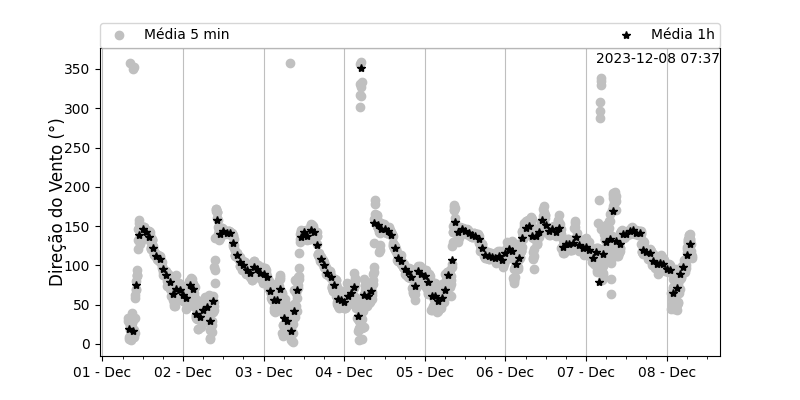 Média 5 min
Média 1h
2023-12-08 07:37
Direção do Vento (°)
350
300
250
200
150
100
50
0
01 - Dec
02 - Dec
03 - Dec
04 - Dec
05 - Dec
06 - Dec
07 - Dec
08 - Dec